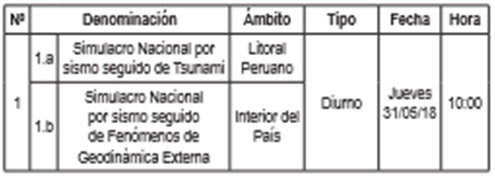 Nº Denominación Ámbito Tipo Fecha Hora
1
1.a
Simulacro Nacional por
sismo seguido de Tsunami
Litoral
Peruano
1.b
Simulacro Nacional
por sismo seguido
de Fenómenos de
Geodinámica Externa
Interior del
País
Diurno
Jueves
31/05/18
10:00